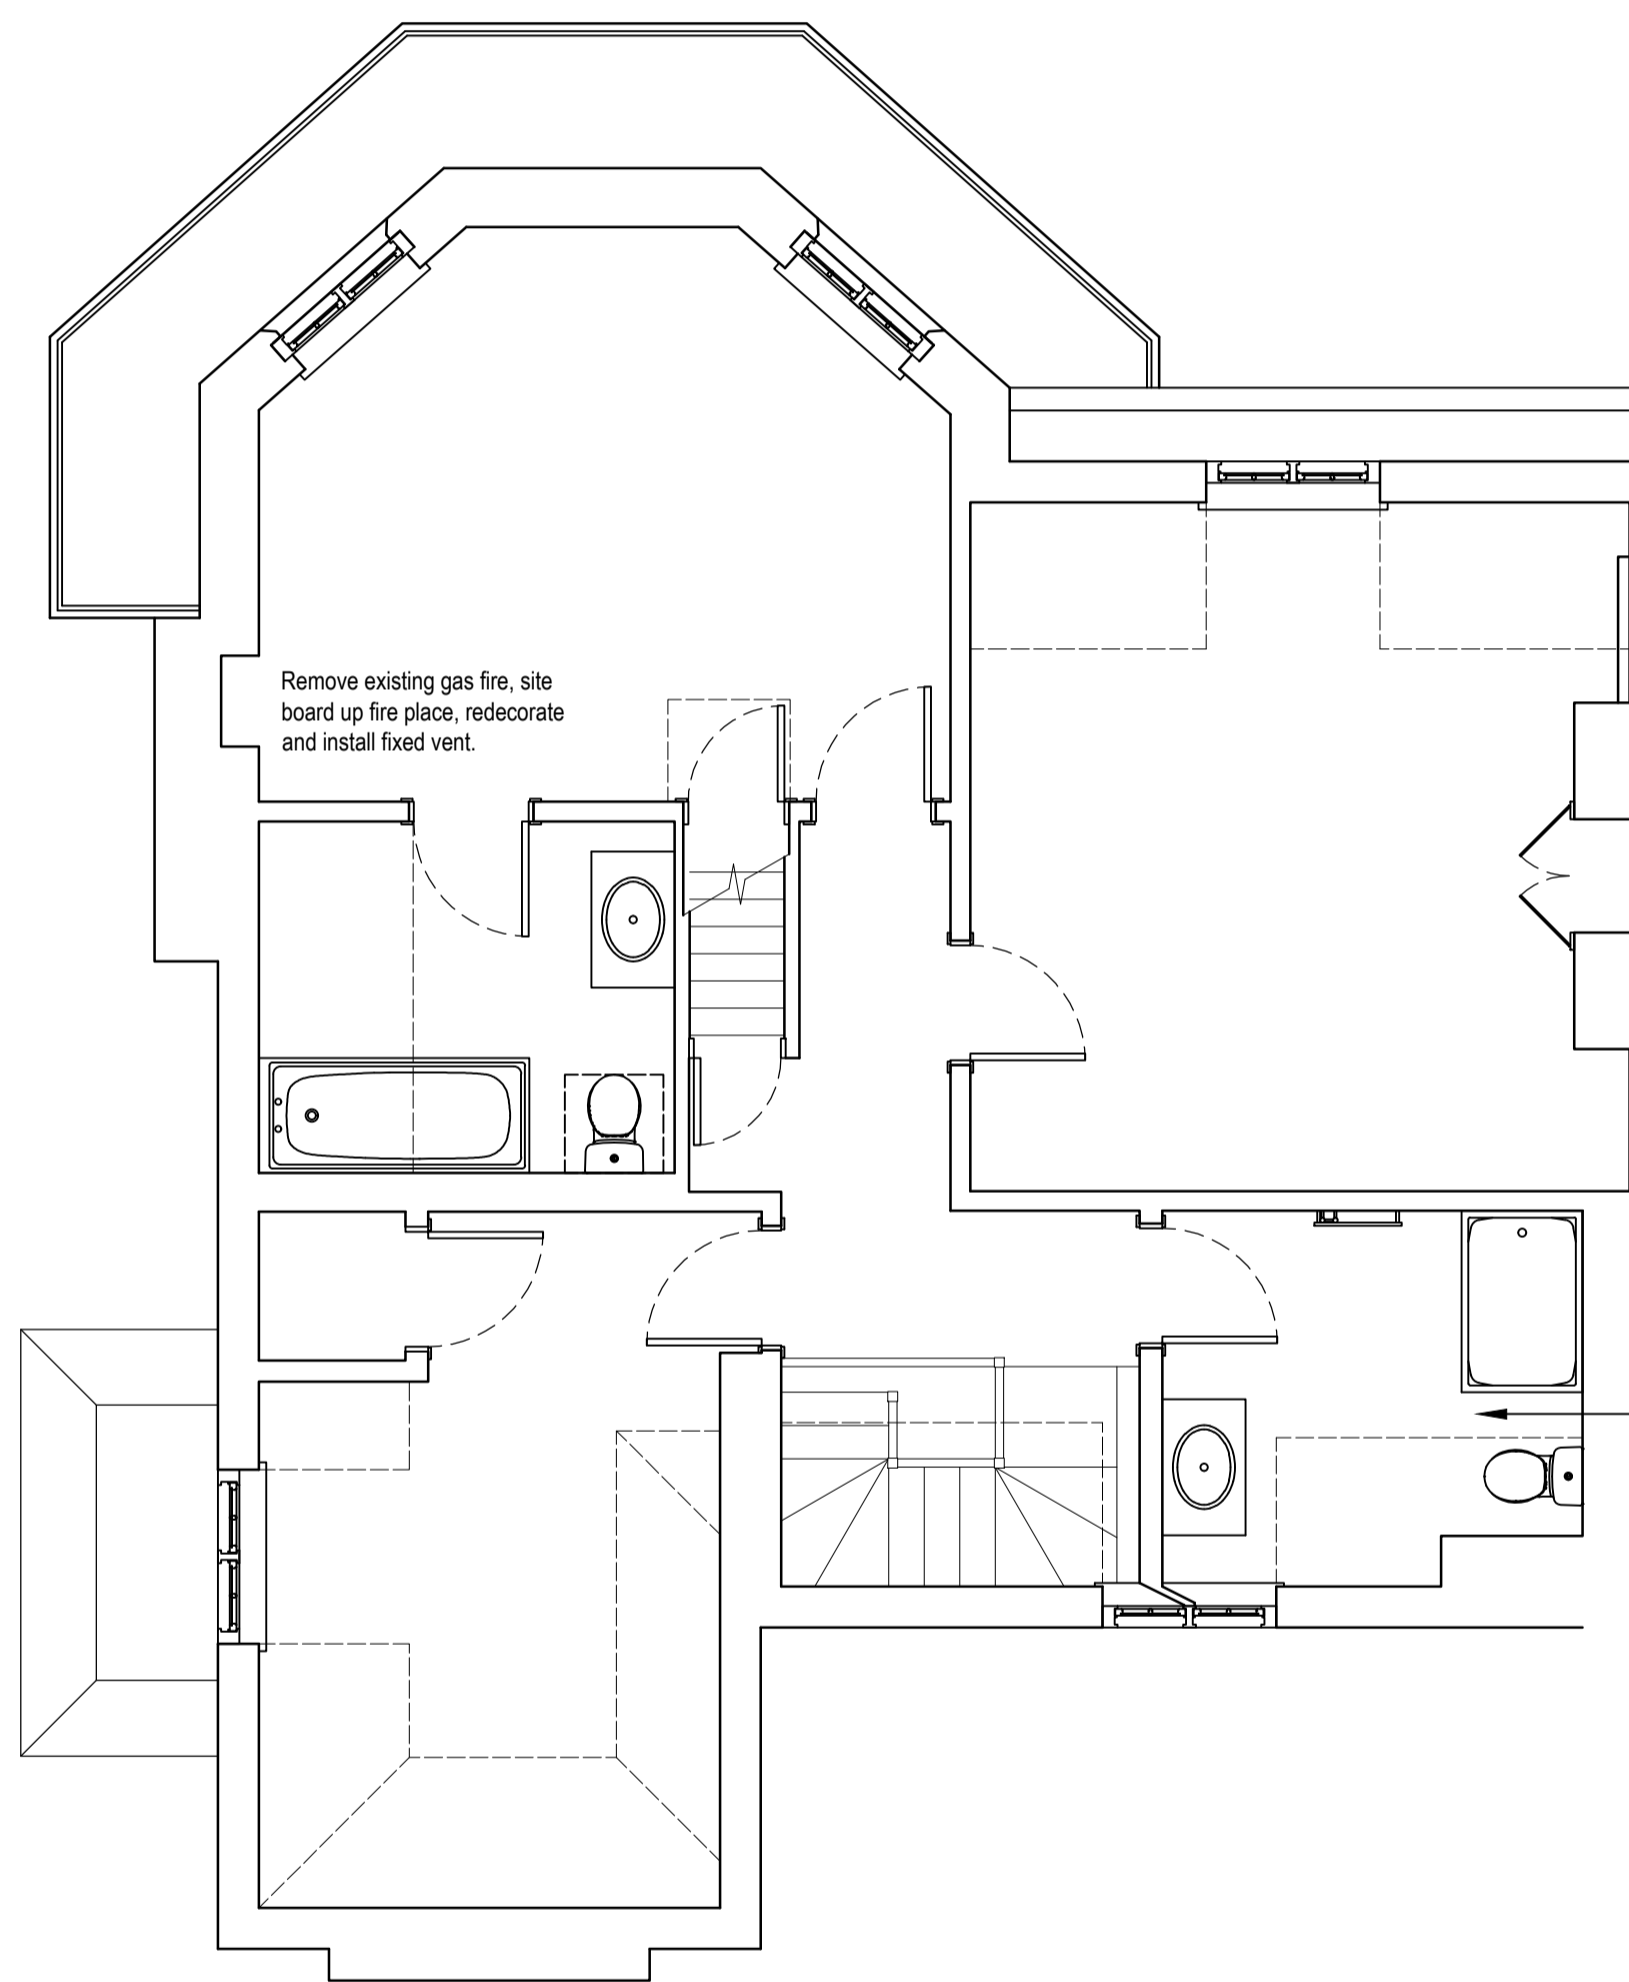 Remove existing gas fire, site
board up fire place, redecorate
and install fixed vent.